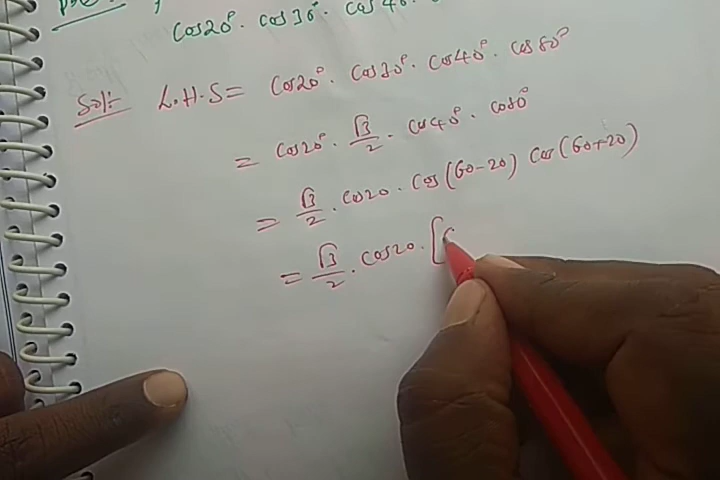 cos20°. cos30°. cos40°.
Sol:- L.H.S = cos20°. cos30°. cos40°. cos80°
= cos20°. √3/2. cos40°. cos80°
= √3/2. cos20. cos(60-20) cos(60+20)
= √3/2. cos20. [